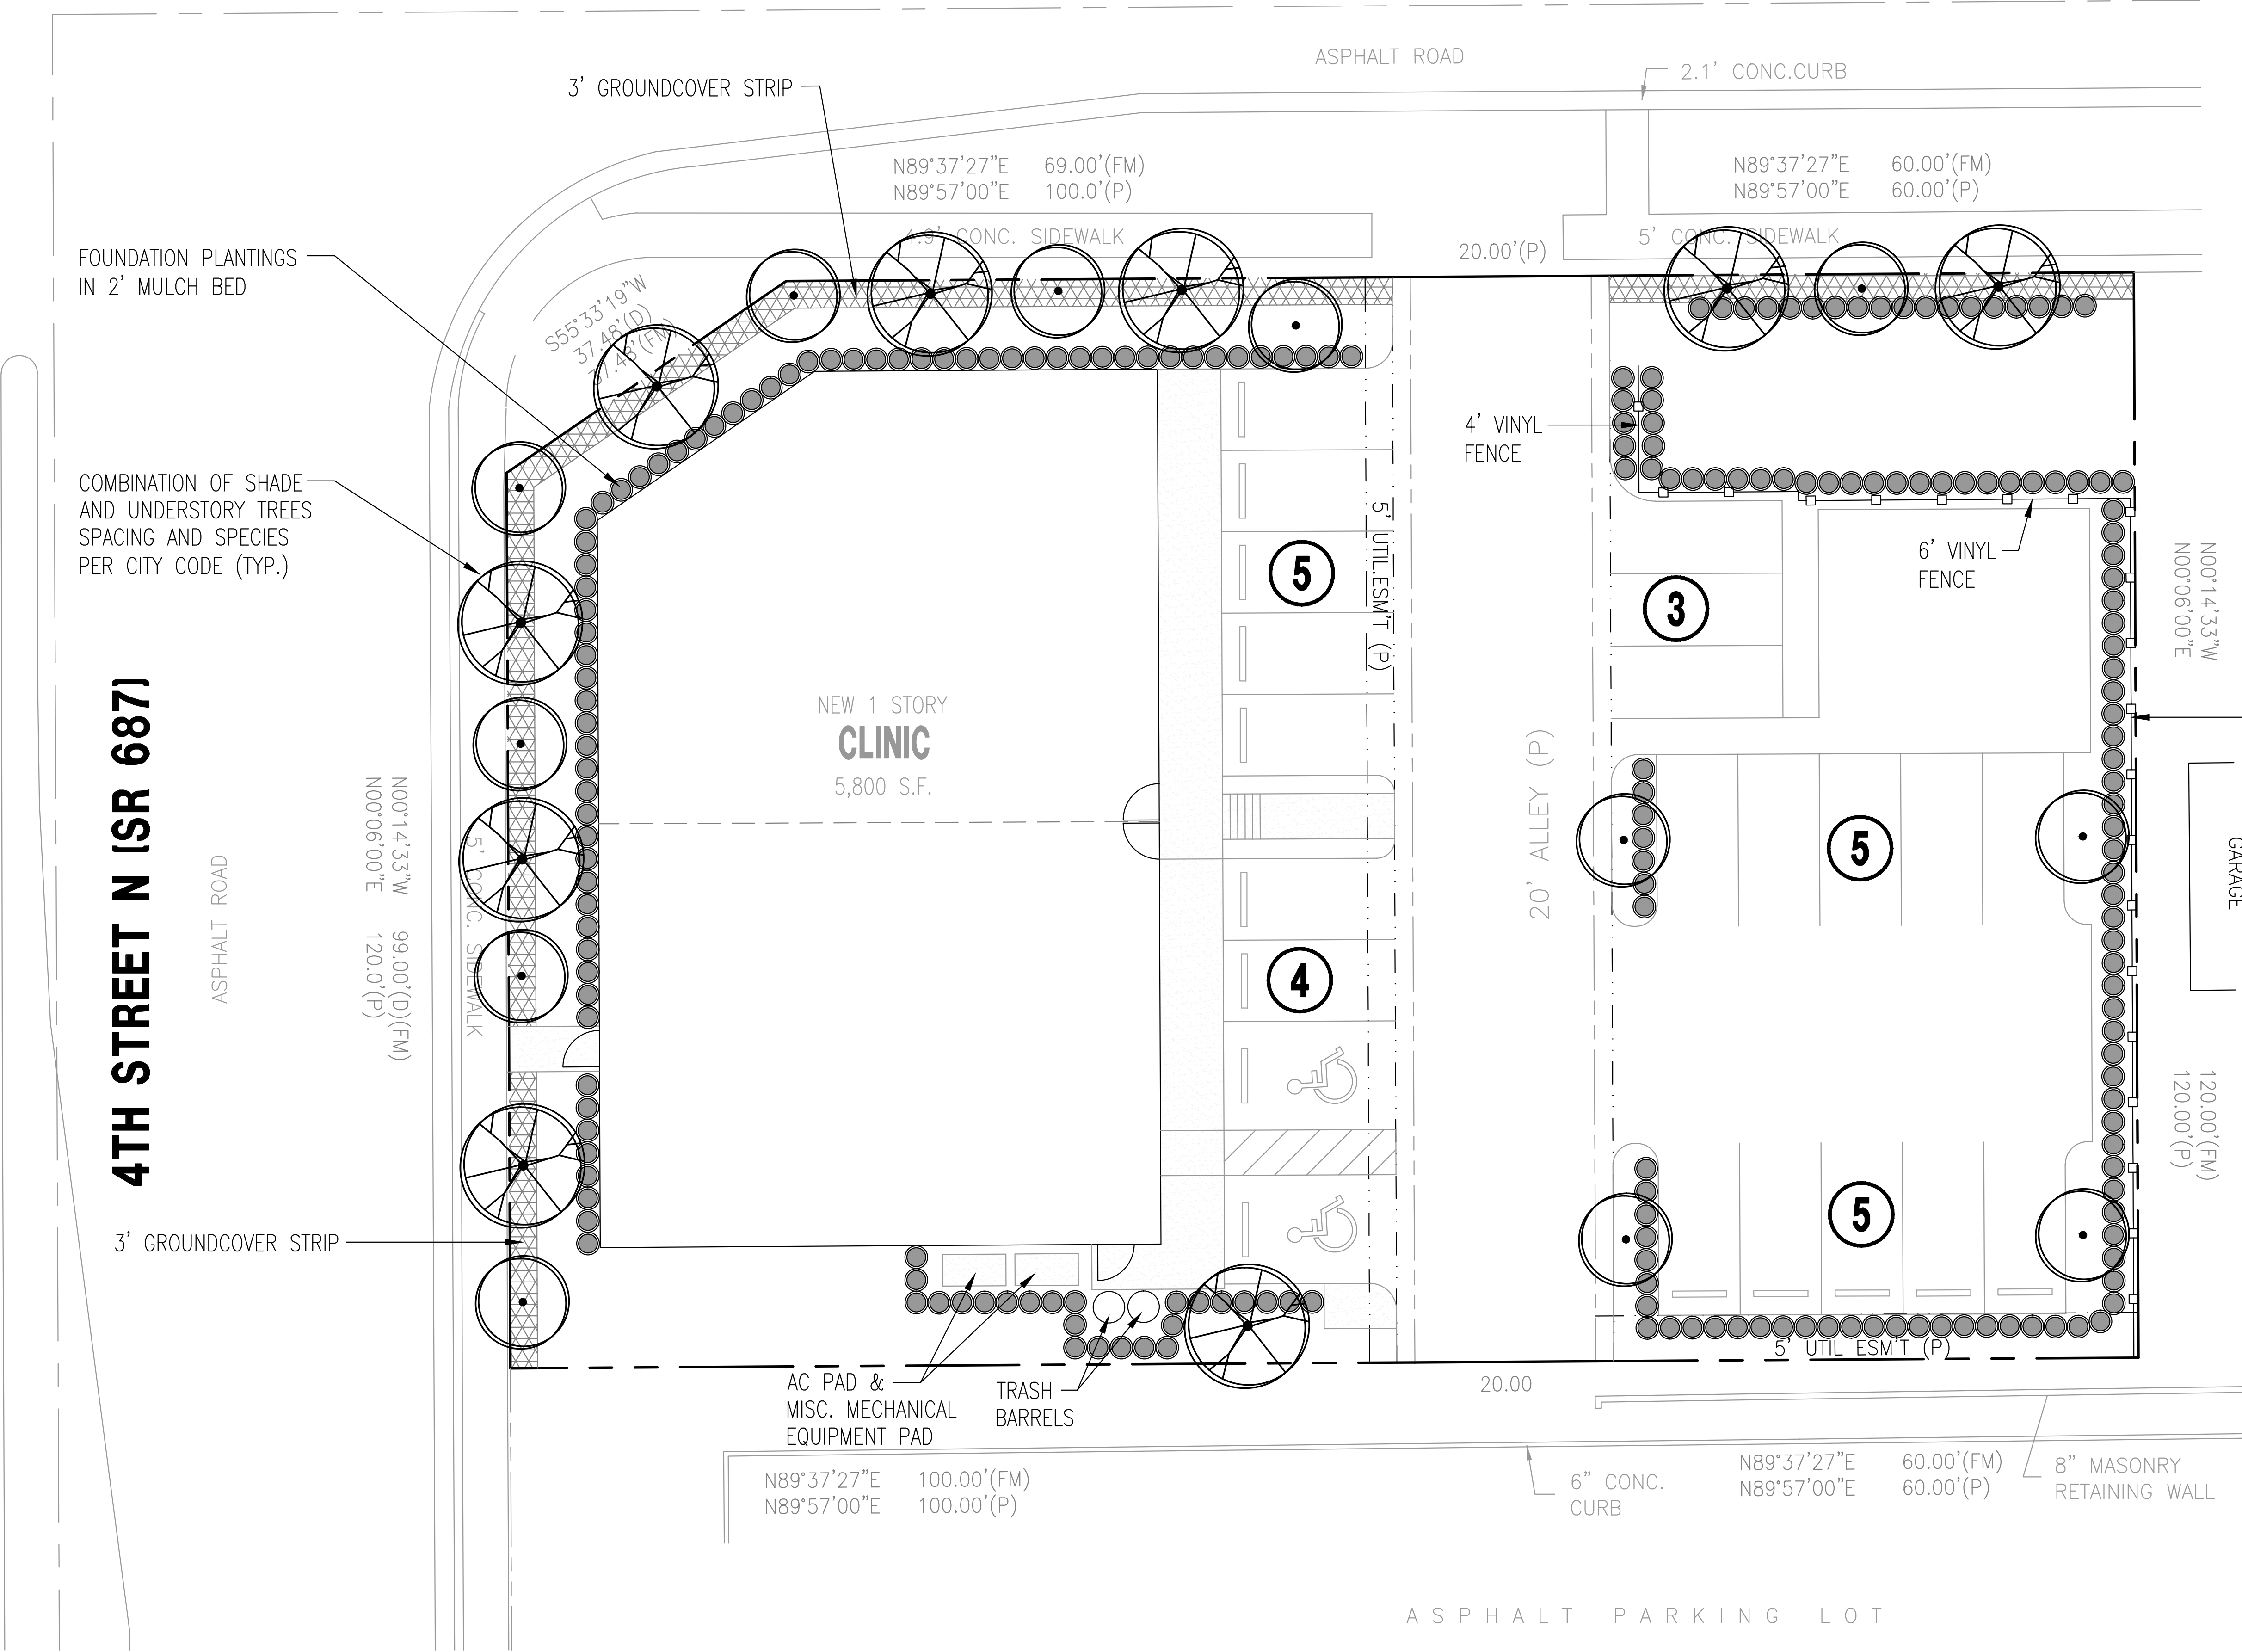 ASPHALT ROAD
2.1' CONC.CURB
3' GROUNDCOVER STRIP
N89°37'27"E 69.00'(FM)
N89°57'00"E 100.0'(P)
N89°37'27"E 60.00'(FM)
N89°57'00"E 60.00'(P)
4.9' CONC. SIDEWALK
20.00'(P)
5' CONC. SIDEWALK
FOUNDATION PLANTINGS
IN 2' MULCH BED
S55°33'19"W
37.48'(D)
37.48'(FM)
4' VINYL
FENCE
COMBINATION OF SHADE
AND UNDERSTORY TREES
SPACING AND SPECIES
PER CITY CODE (TYP.)
5' UTIL.ESM'T (P)
5
3
6' VINYL
FENCE
N00°14'33"W
N00°06'00"E
4TH STREET N (SR 687)
ASPHALT ROAD
N00°14'33"W 99.00'(D)(FM)
N00°06'00"E 120.0'(P)
5' CONC. SIDEWALK
NEW 1 STORY
CLINIC
5,800 S.F.
20' ALLEY (P)
5
GARAGE
4
120.00'(FM)
120.00'(P)
5
3' GROUNDCOVER STRIP
5' UTIL ESM'T (P)
AC PAD &
MISC. MECHANICAL
EQUIPMENT PAD
TRASH
BARRELS
20.00
N89°37'27"E 100.00'(FM)
N89°57'00"E 100.00'(P)
6" CONC.
CURB
N89°37'27"E 60.00'(FM)
N89°57'00"E 60.00'(P)
8" MASONRY
RETAINING WALL
ASPHALT PARKING LOT